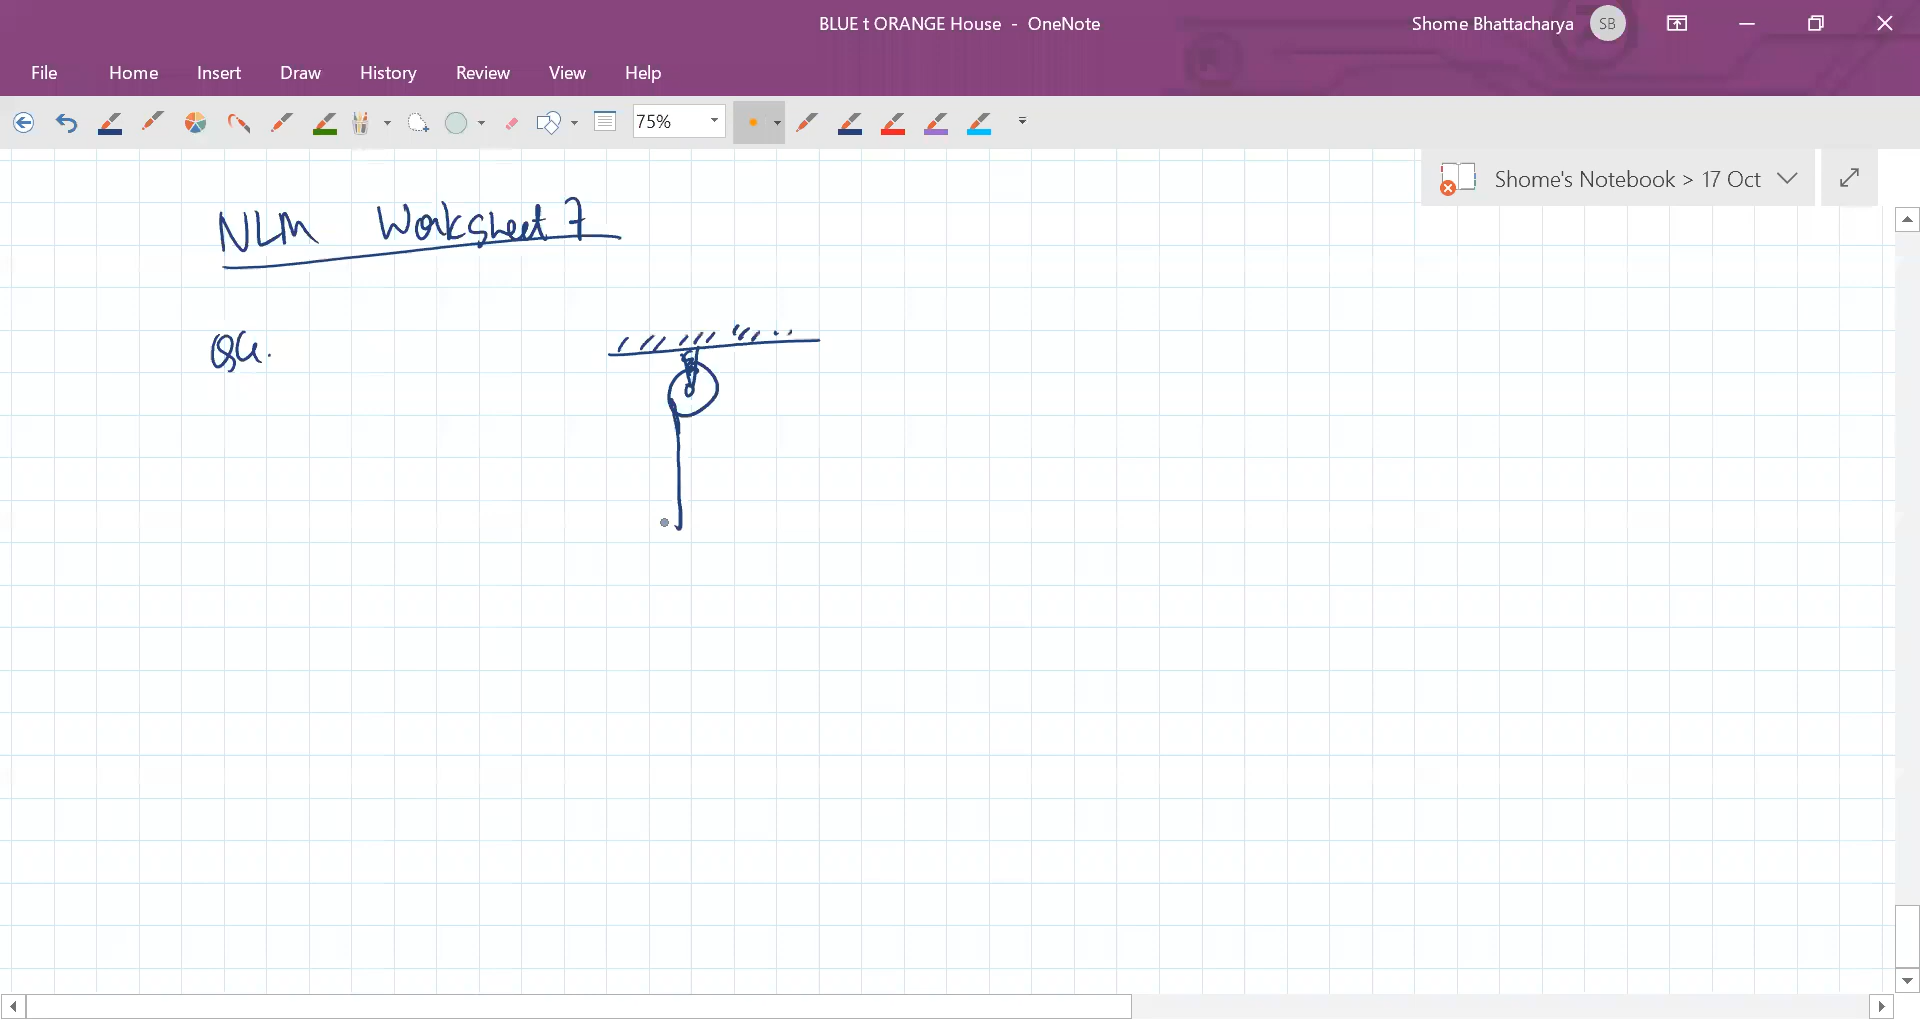 BLUE t ORANGE House - OneNote
Shome Bhattacharya SB
File Home Insert Draw History Review View Help
75%
Shome's Notebook > 17 Oct
NLM Worksheet 7